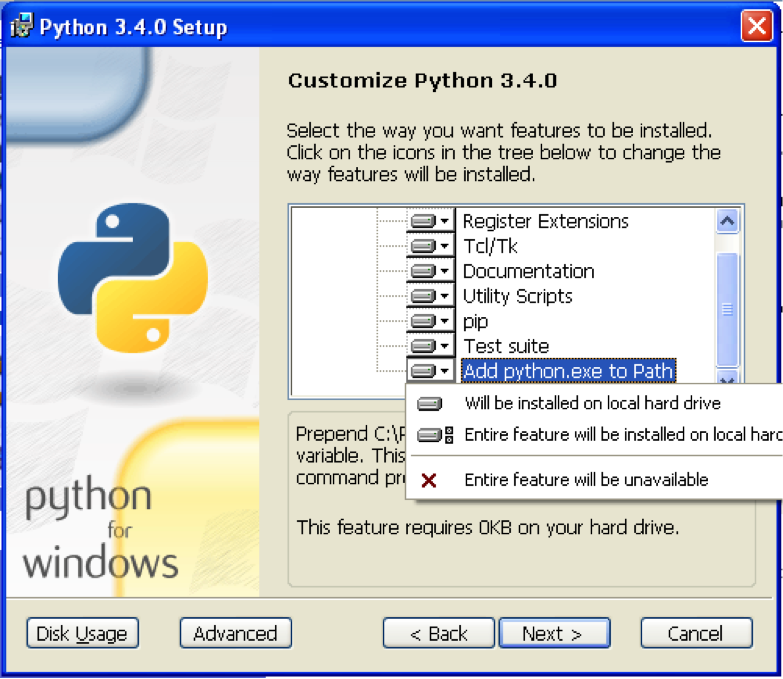 Python 3.4.0 Setup
Customize Python 3.4.0
Select the way you want features to be installed.
Click on the icons in the tree below to change the
way features will be installed.
Register Extensions
Tcl/Tk
Documentation
Utility Scripts
pip
Test suite
Add python.exe to Path
Will be installed on local hard drive
Entire feature will be installed on local hard
Entire feature will be unavailable
Prepend C:\
variable. This
command
This feature requires 0KB on your hard drive.
python
for
windows
Disk Usage
Advanced
< Back
Next >
Cancel